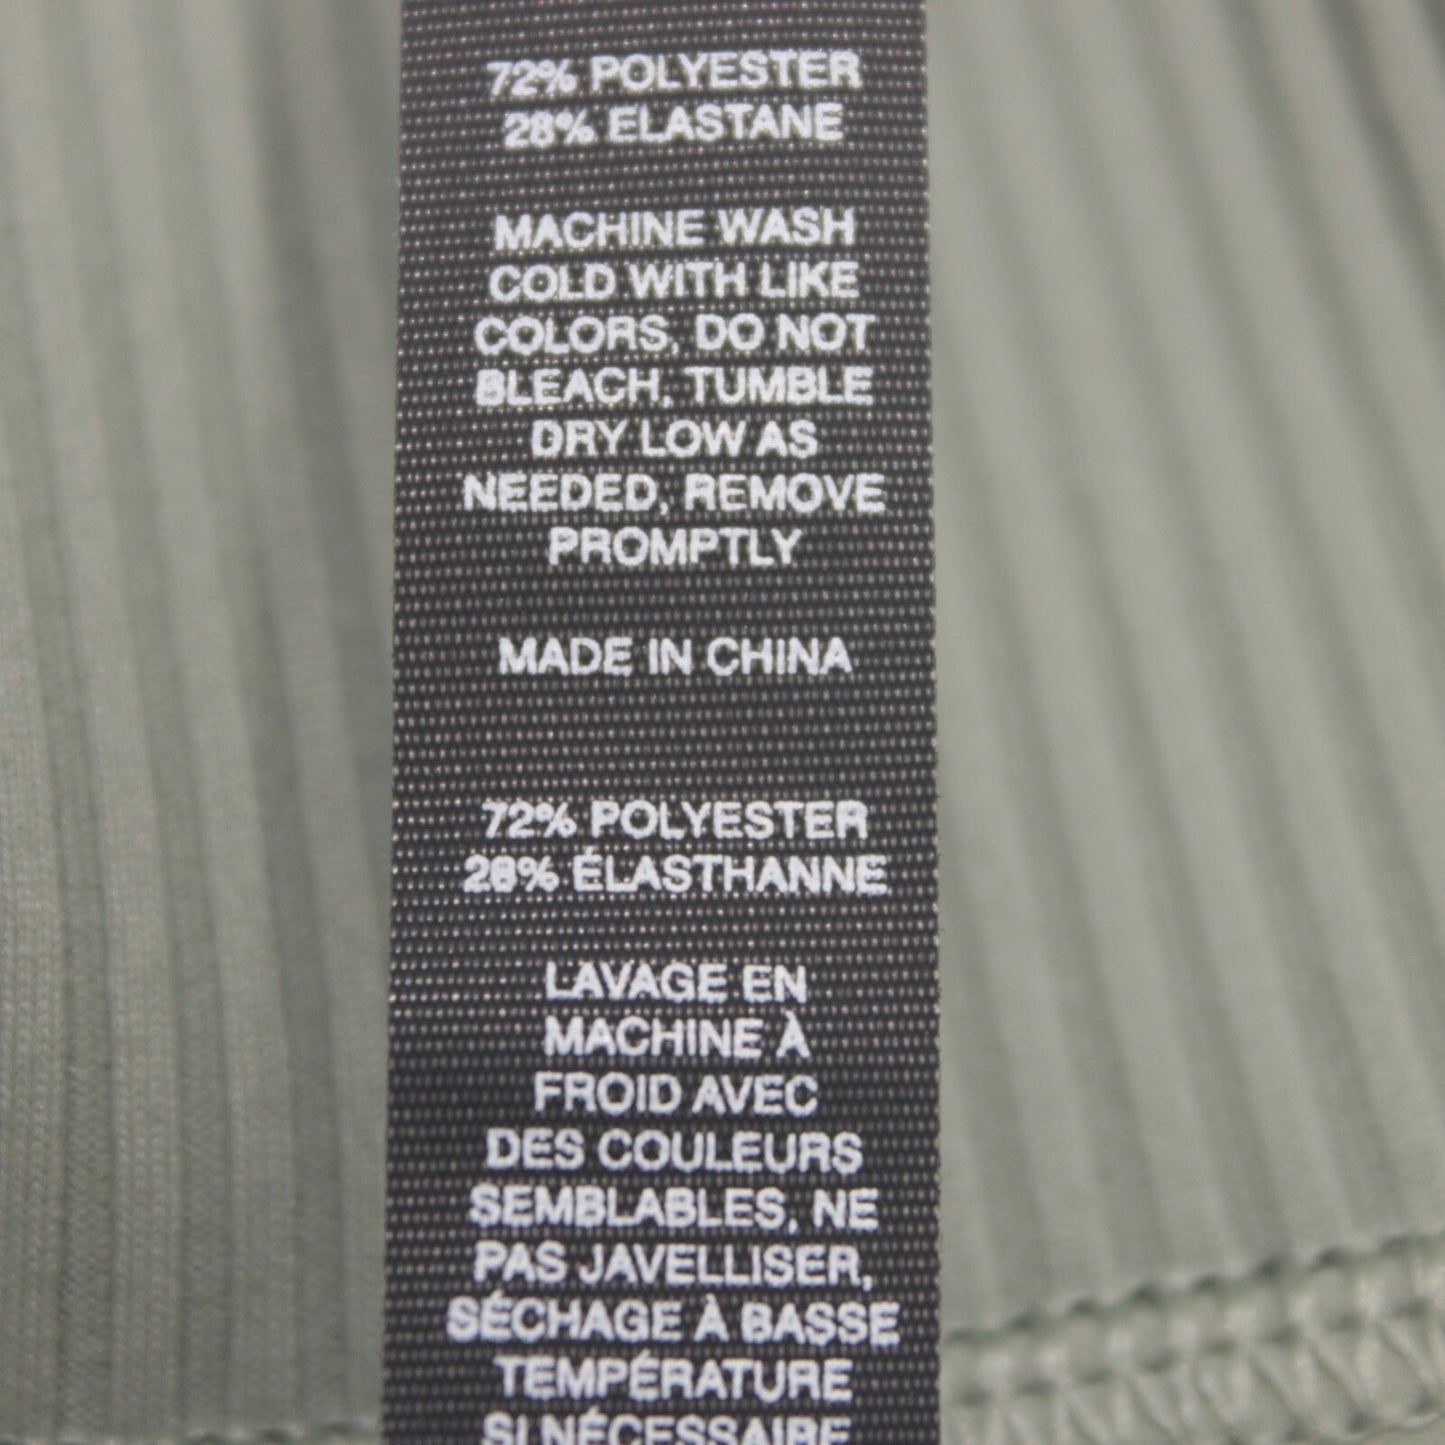 72% POLYESTER
28% ELASTANE
MACHINE WASH
COLD WITH LIKE
COLORS, DO NOT
BLEACH, TUMBLE
DRY LOW AS
NEEDED, REMOVE
PROMPTLY
MADE IN CHINA
72% POLYESTER
28% ÉLASTHANNE
LAVAGE EN
MACHINE À
FROID AVEC
DES COULEURS
SEMBLABLES, NE
PAS JAVELLISER,
SÉCHAGE À BASSE
TEMPÉRATURE
SI NÉCESSAIRE